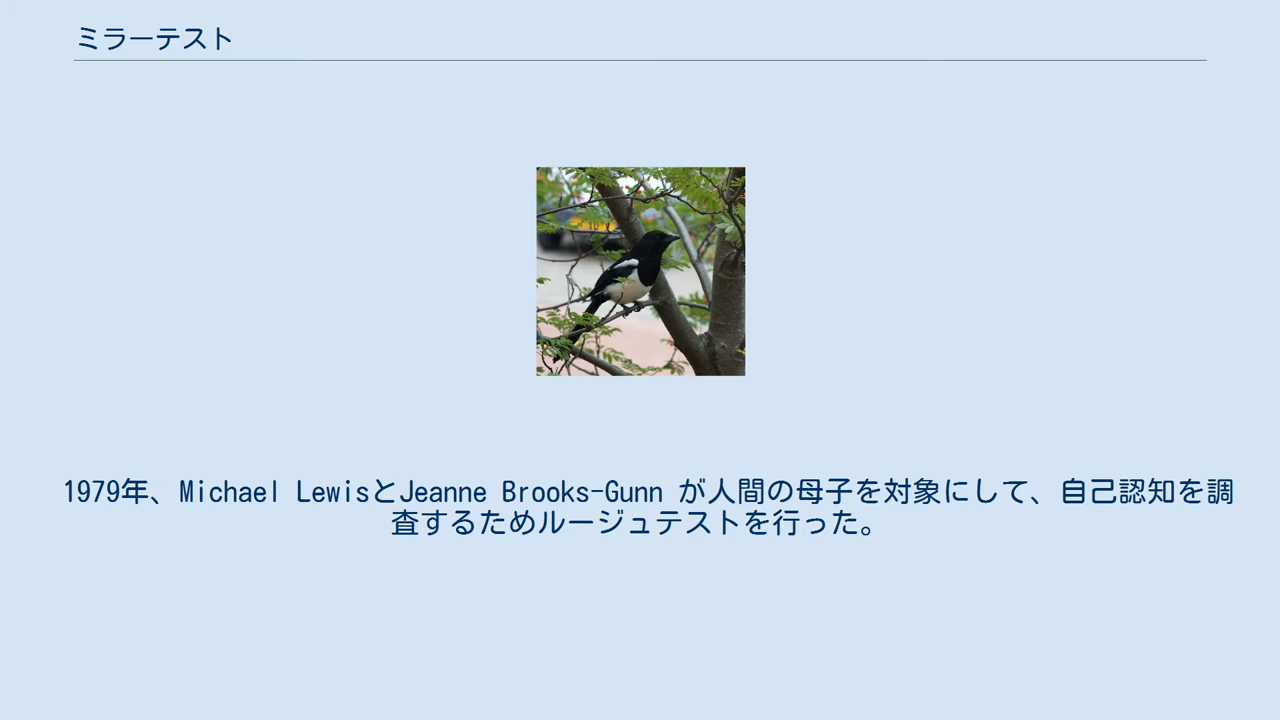 ミラーテスト
1979年、Michael LewisとJeanne Brooks-Gunn が人間の母子を対象にして、自己認知を調
査するためルージュテストを行った。